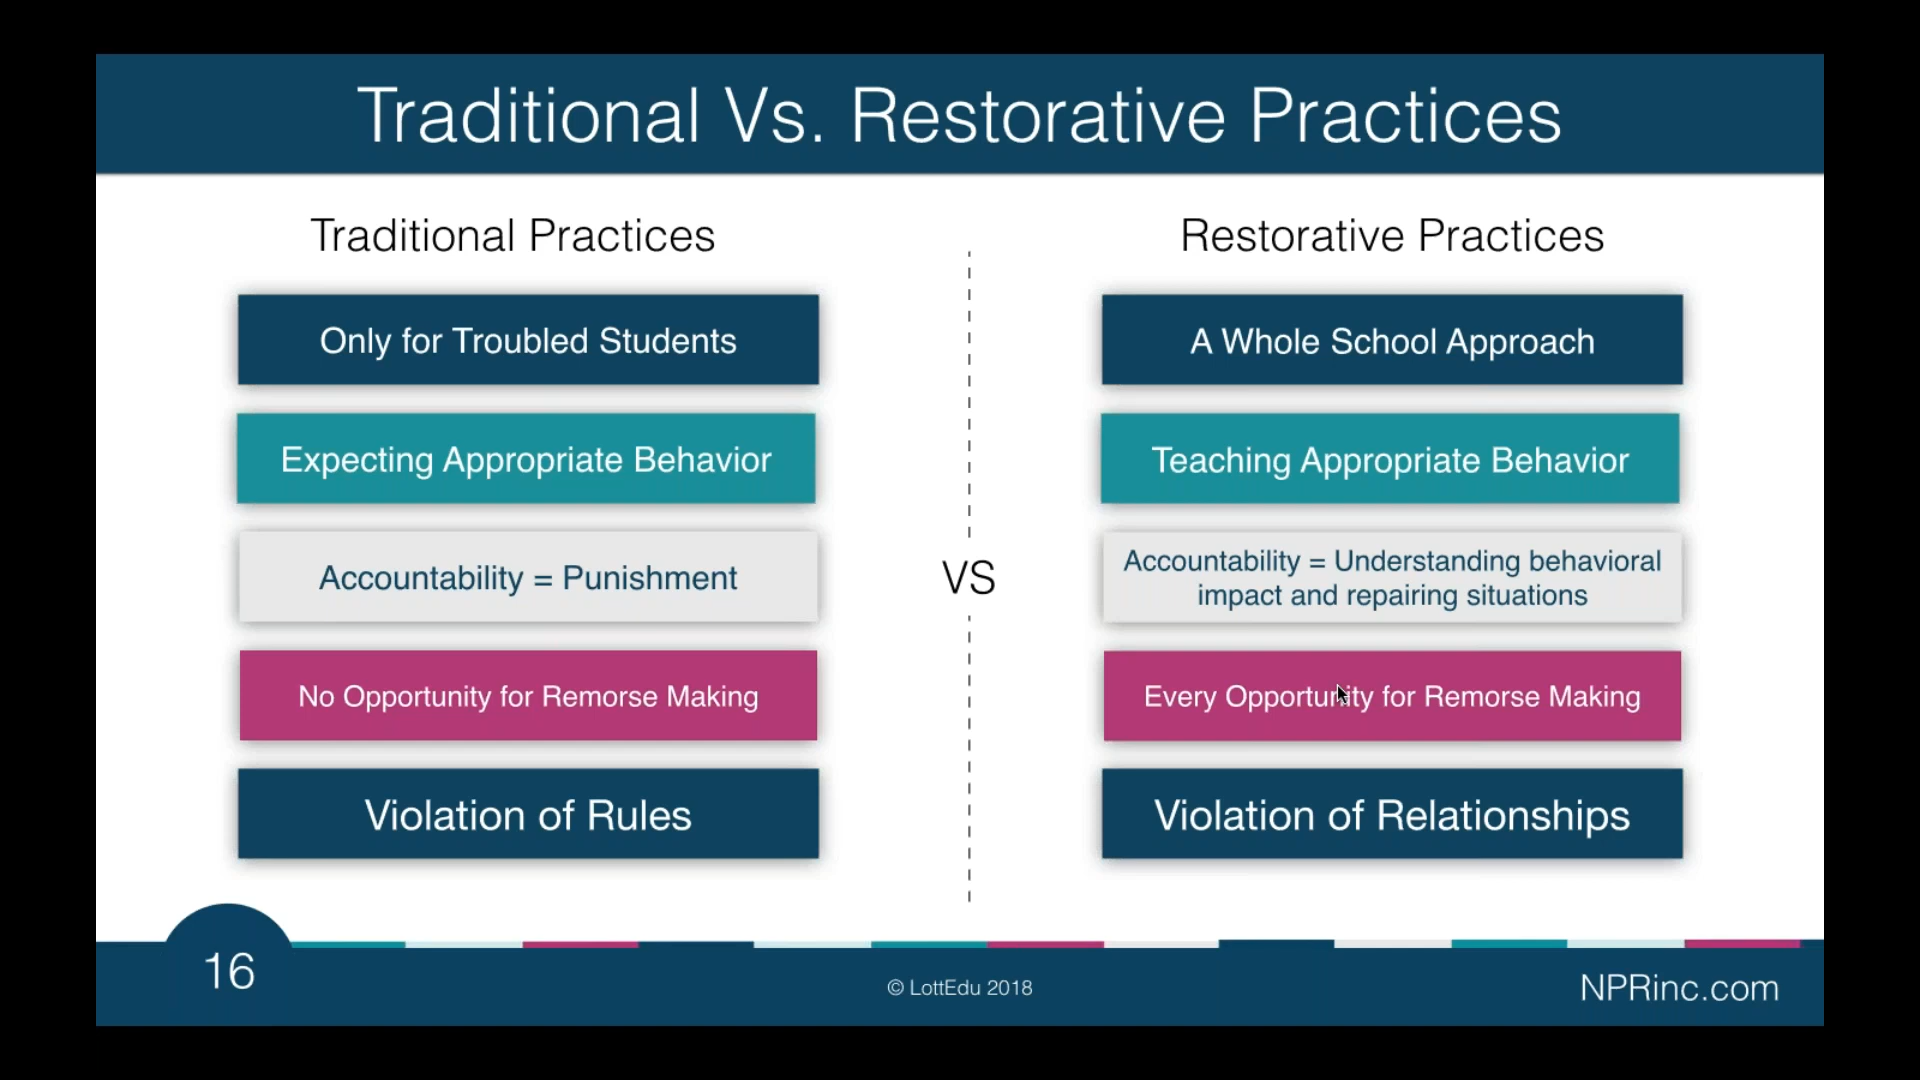 Traditional Vs. Restorative Practices
Traditional Practices
Only for Troubled Students
Expecting Appropriate Behavior
Accountability = Punishment
No Opportunity for Remorse Making
Violation of Rules
VS
Restorative Practices
A Whole School Approach
Teaching Appropriate Behavior
Accountability = Understanding behavioral
impact and repairing situations
Every Opportunity for Remorse Making
Violation of Relationships
16
© LottEdu 2018
NPRinc.com